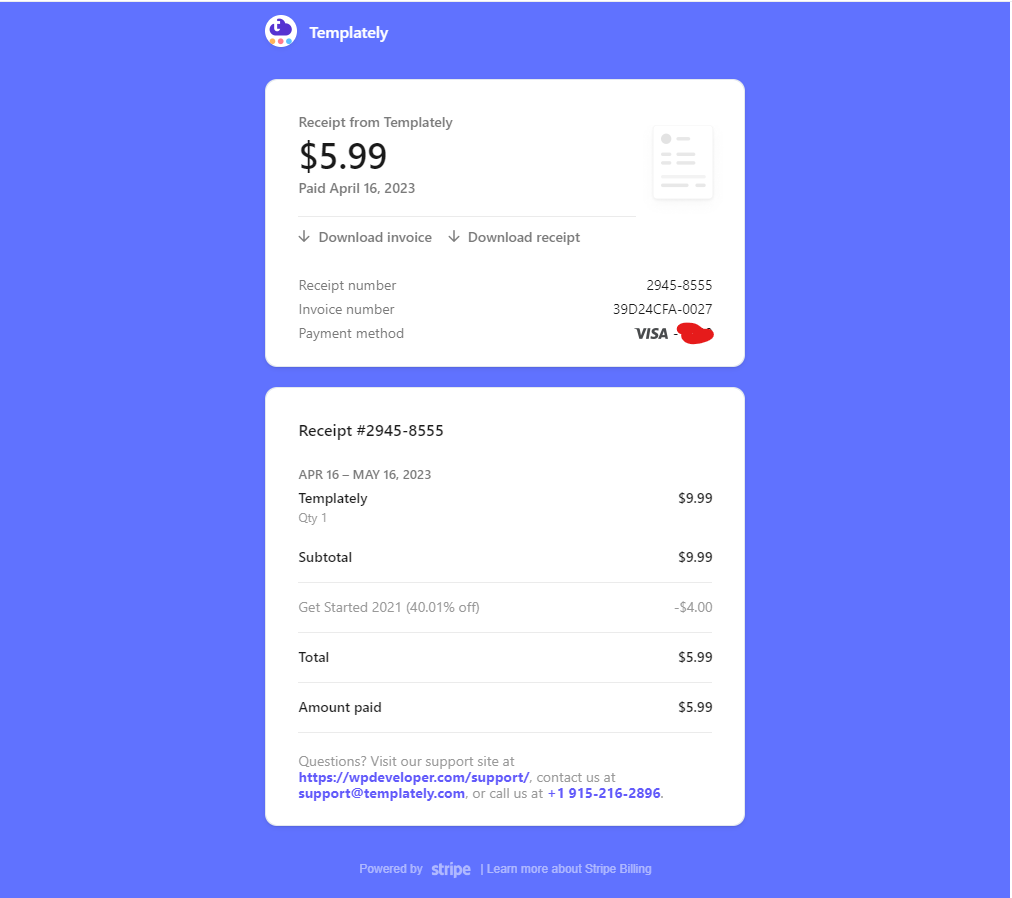 Templately
Receipt from Templately
$5.99
Paid April 16, 2023
Download invoice Download receipt
Receipt number 2945-8555
Invoice number 39D24CFA-0027
Payment method VISA -
Receipt #2945-8555
APR 16 – MAY 16, 2023
Templately $9.99
Qty 1
Subtotal $9.99
Get Started 2021 (40.01% off) -$4.00
Total $5.99
Amount paid $5.99
Questions? Visit our support site at
https://wpdeveloper.com/support/, contact us at
support@templately.com, or call us at +1 915-216-2896.
Powered by stripe | Learn more about Stripe Billing